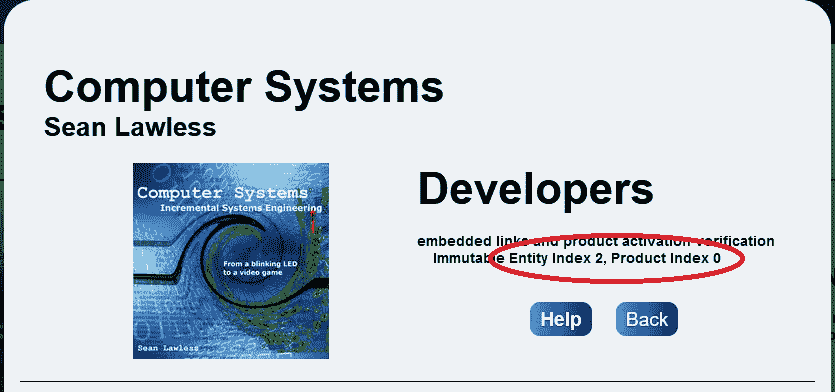 Computer Systems
Sean Lawless
Computer Systems
Incremental Systems Engineering
From a blinking LED
to a video game
Sean Lawless
Developers
embedded links and product activation verification
Immutable Entity Index 2, Product Index 0
Help
Back